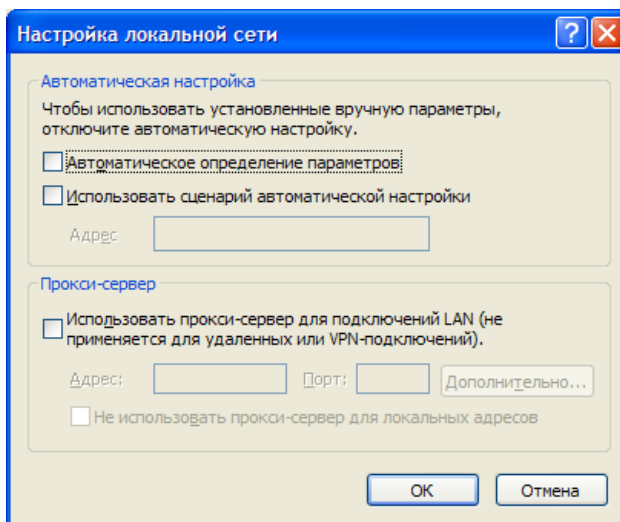 Настройка локальной сети
Автоматическая настройка
Чтобы использовать установленные вручную параметры,
отключите автоматическую настройку.
Автоматическое определение параметров
Использовать сценарий автоматической настройки
Адрес
Прокси-сервер
Использовать прокси-сервер для подключений LAN (не
применяется для удаленных или VPN-подключений).
Адрес: Порт: Дополнительно...
Не использовать прокси-сервер для локальных адресов
ОК Отмена